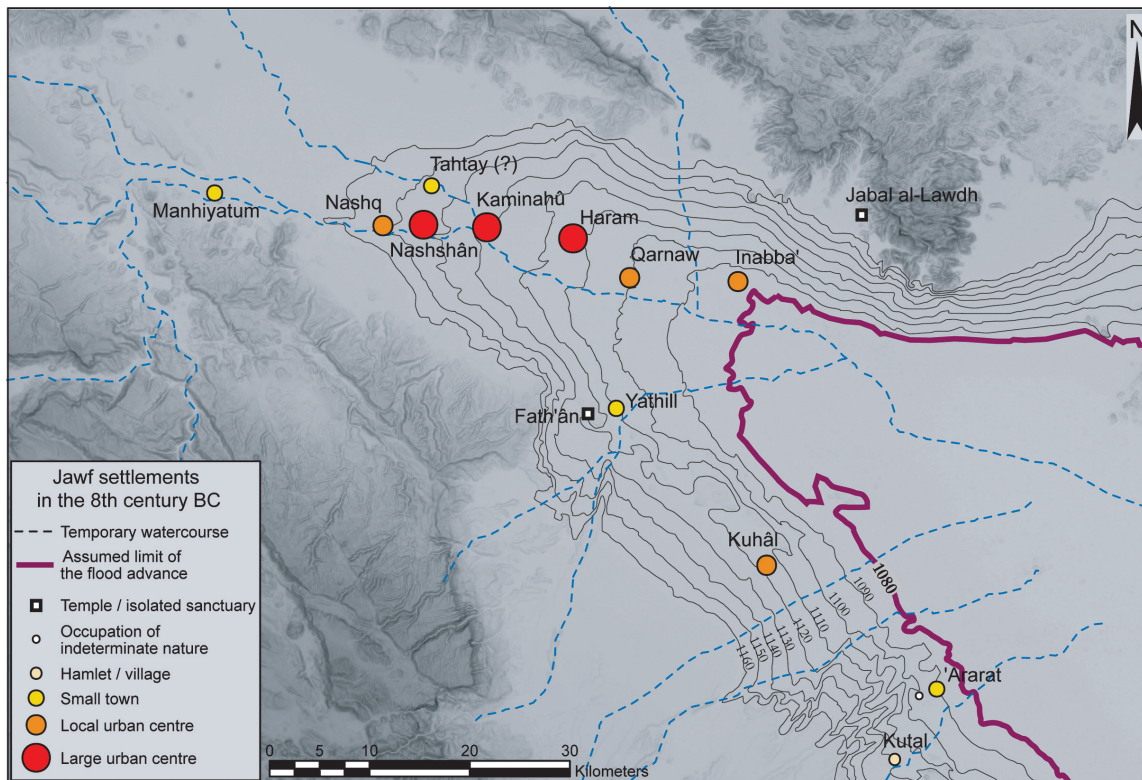 N
Tahtay (?)
Manhiyatum
Nashq
Kaminahû
Nashshân
Haram
Jabal al-Lawdh
Qarnaw
Inabba'
Fath'ân
Yathill
Kuhâl
1080
1090
1100
1110
1120
1130
1140
1150
1160
'Ararat
Kutal
Jawf settlements
in the 8th century BC
Temporary watercourse
Assumed limit of
the flood advance
Temple / isolated sanctuary
Occupation of
indeterminate nature
Hamlet / village
Small town
Local urban centre
Large urban centre
0 5 10 20 30
Kilometers